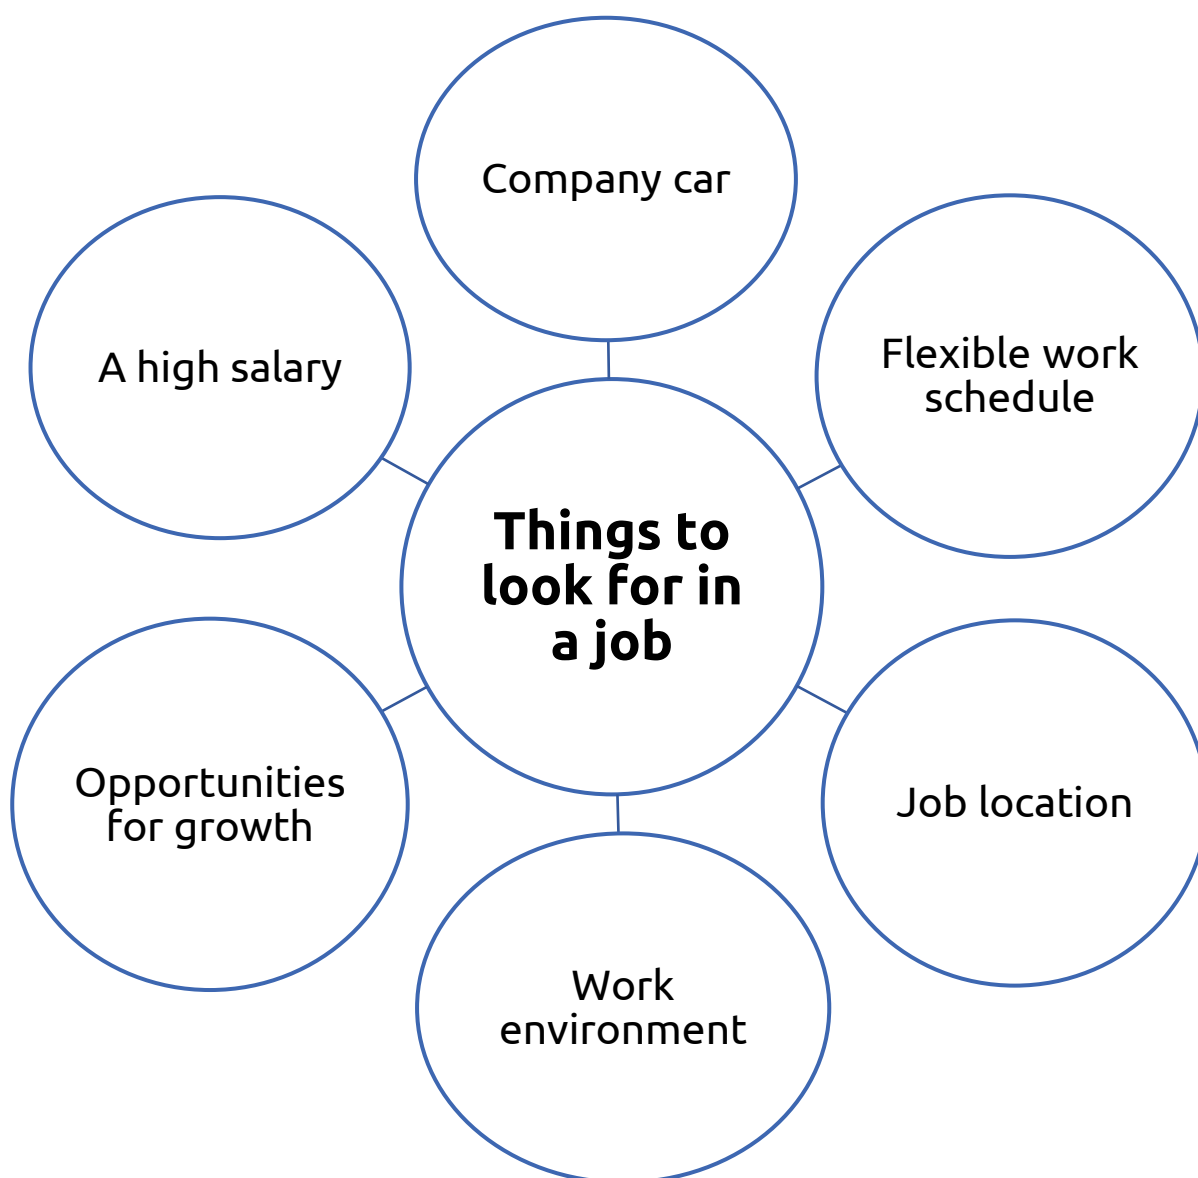 Company car
A high salary
Flexible work
schedule
Things to
look for in
a job
Opportunities
for growth
Job location
Work
environment